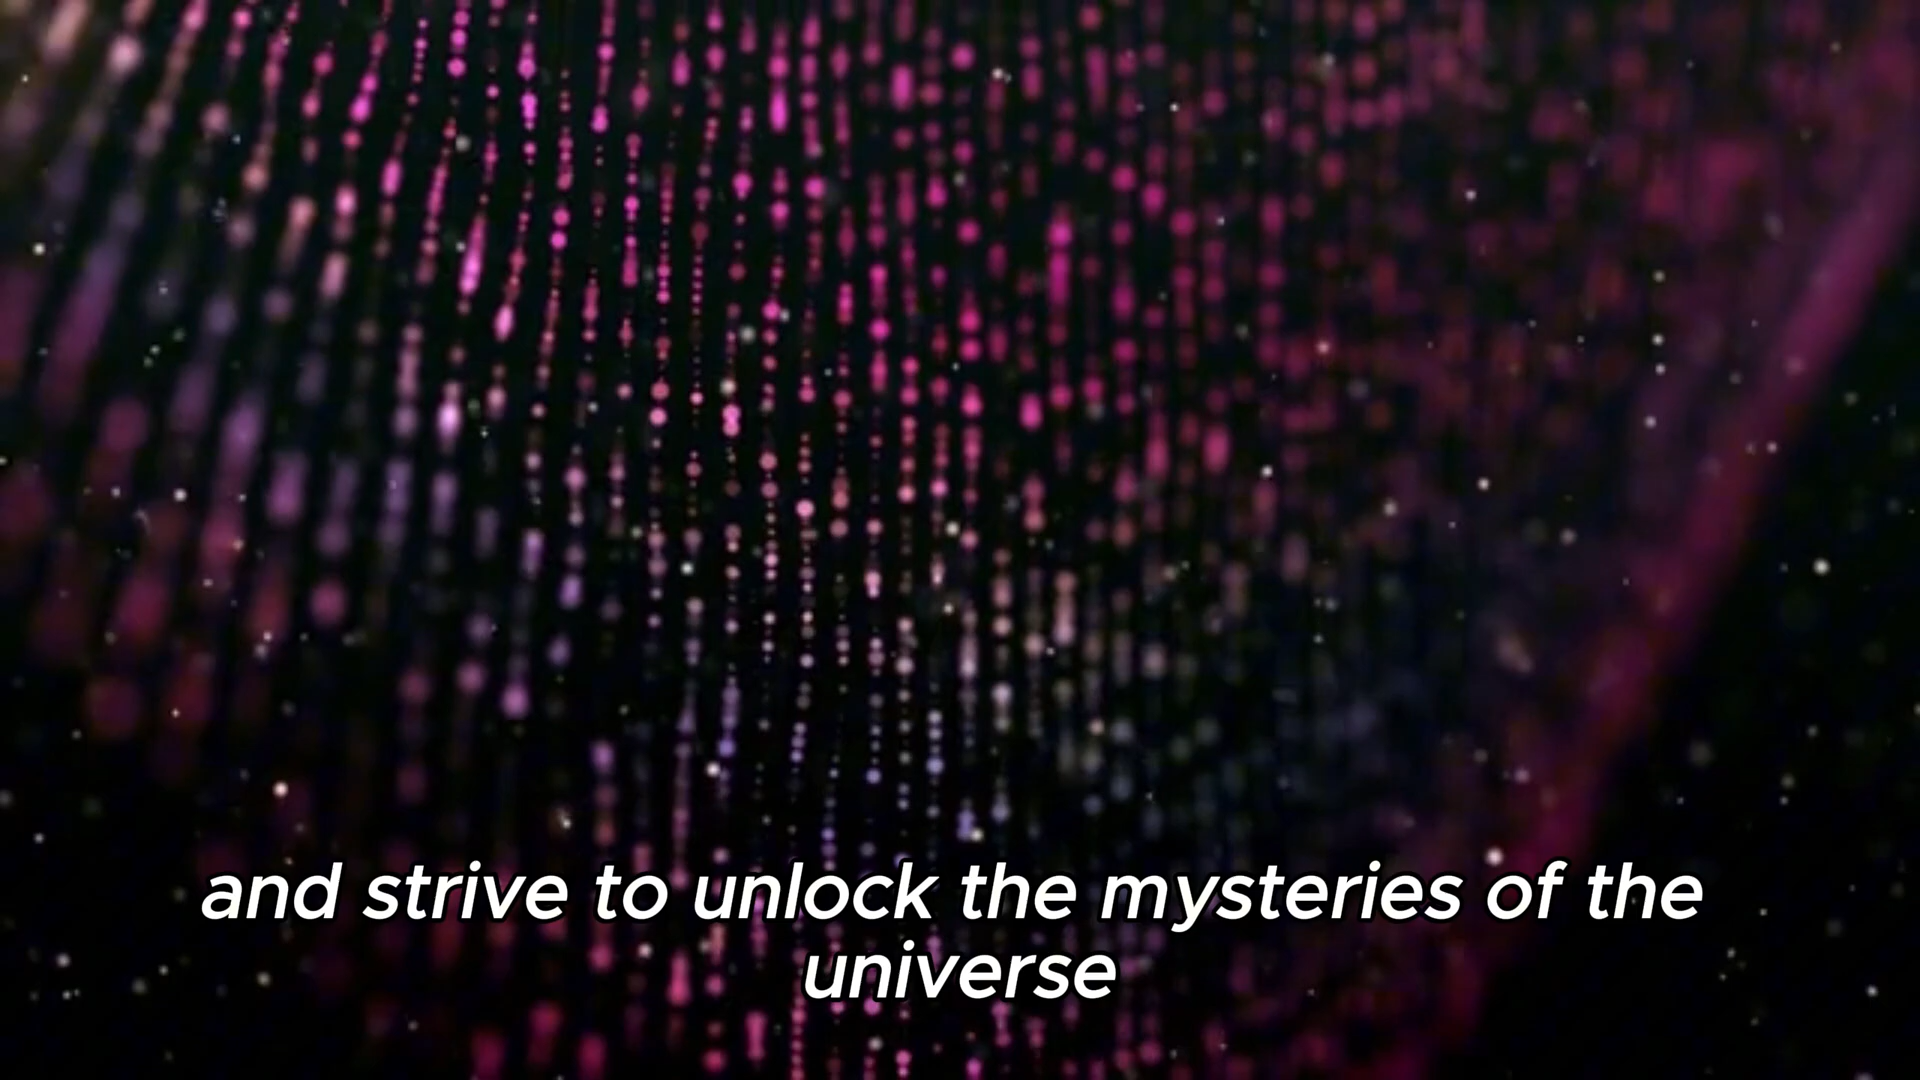 and strive to unlock the mysteries of the
universe